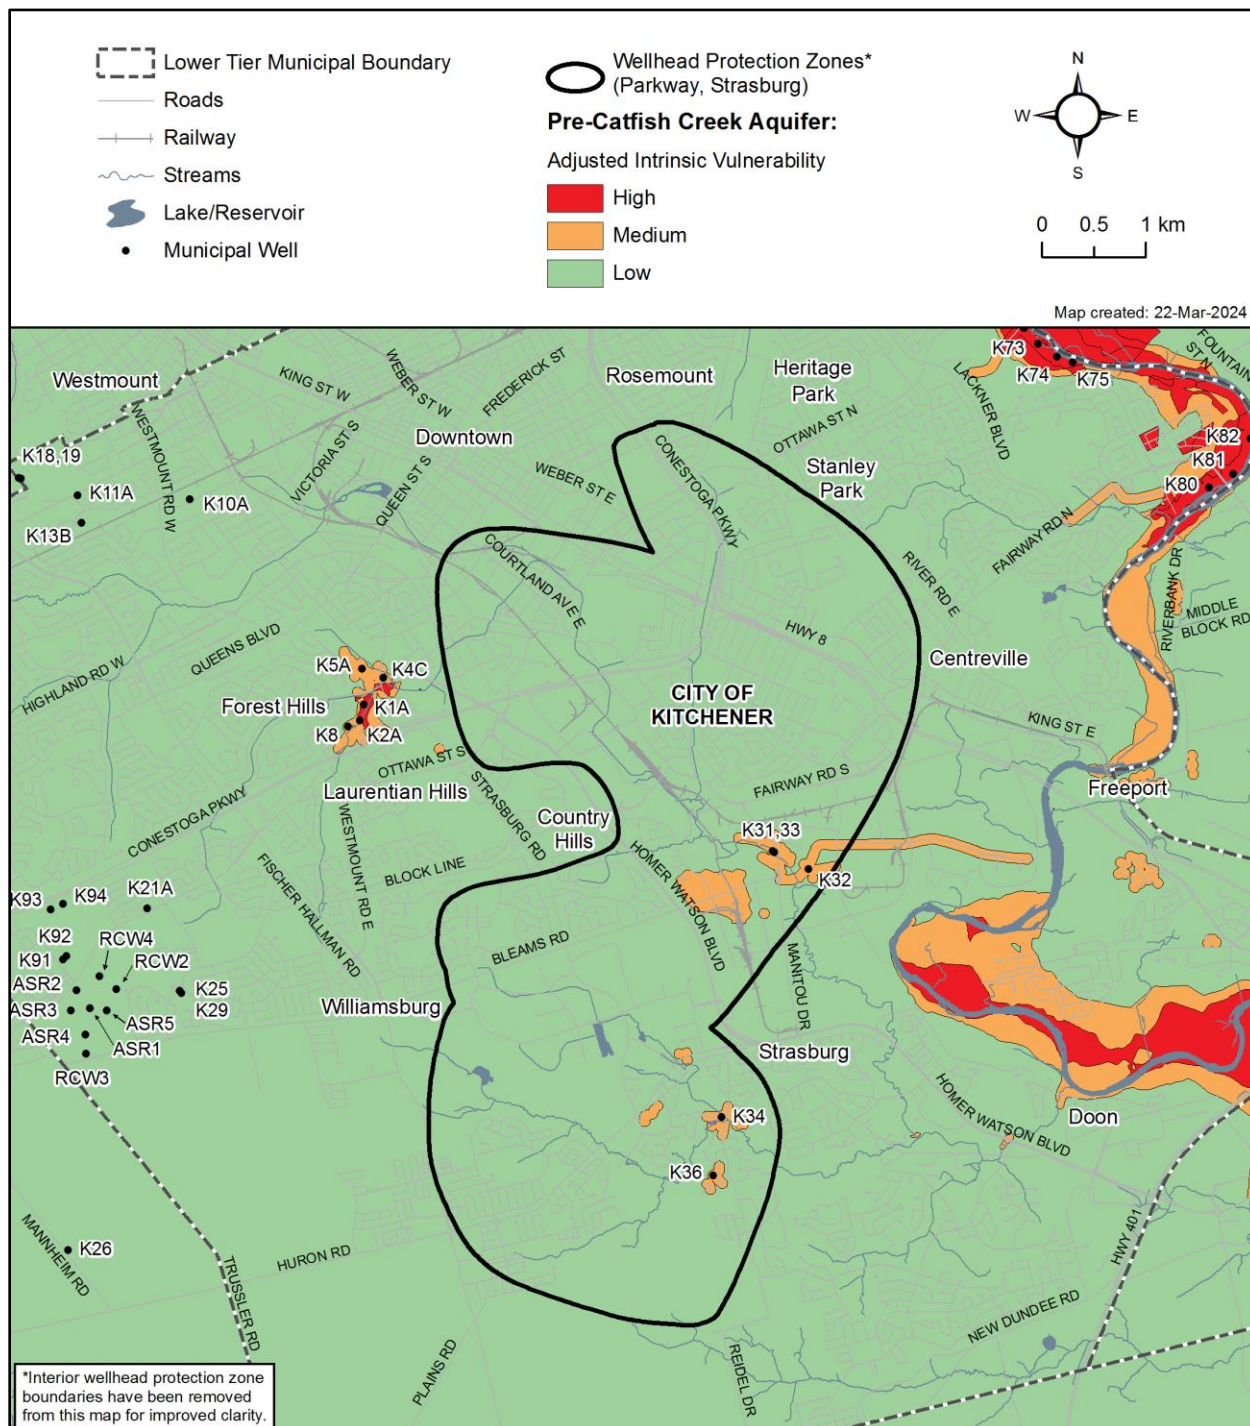 Lower Tier Municipal Boundary
Roads
Railway
Streams
Lake/Reservoir
Municipal Well
Wellhead Protection Zones*
(Parkway, Strasburg)
Pre-Catfish Creek Aquifer:
Adjusted Intrinsic Vulnerability
High
Medium
Low
N
W
E
S
0 0.5 1 km
Map created: 22-Mar-2024
Westmount
KING ST W
WEBER ST W
FREDERICK ST
Rosemount
Heritage
Park
LACKNER BLVD
K73
K74
K75
FOUNTAIN
ST N
WESTMOUNT RD W
VICTORIA ST S
Downtown
QUEEN ST S
WEBER ST E
CONESTOGA PKWY
OTTAWA ST N
Stanley
Park
K82
K81
K80
K18,19
K11A
K10A
K13B
COURTLAND AVE E
RIVER RD E
FAIRWAY RD N
RIVERBANK DR
MIDDLE
BLOCK RD
HIGHLAND RD W
QUEENS BLVD
HWY 8
Centreville
K5A
K4C
Forest Hills
K1A
K8
K2A
CITY OF
KITCHENER
KING ST E
OTTAWA ST S
Laurentian Hills
STRASBURG RD
FAIRWAY RD S
Freeport
CONESTOGA PKWY
WESTMOUNT RD E
Country
Hills
K31,33
K32
FISCHER HALLMAN RD
BLOCK LINE
HOMER WATSON BLVD
K93
K94
K21A
K92
RCW4
K91
RCW2
ASR2
K25
ASR3
K29
ASR5
ASR4
ASR1
RCW3
BLEAMS RD
MANITOU DR
Williamsburg
Strasburg
HOMER WATSON BLVD
Doon
K34
K36
K26
MANNHEIM RD
HURON RD
TRUSSLER RD
HWY 401
NEW DUNDEE RD
PLAINS RD
REIDEL DR
*Interior wellhead protection zone
boundaries have been removed
from this map for improved clarity.